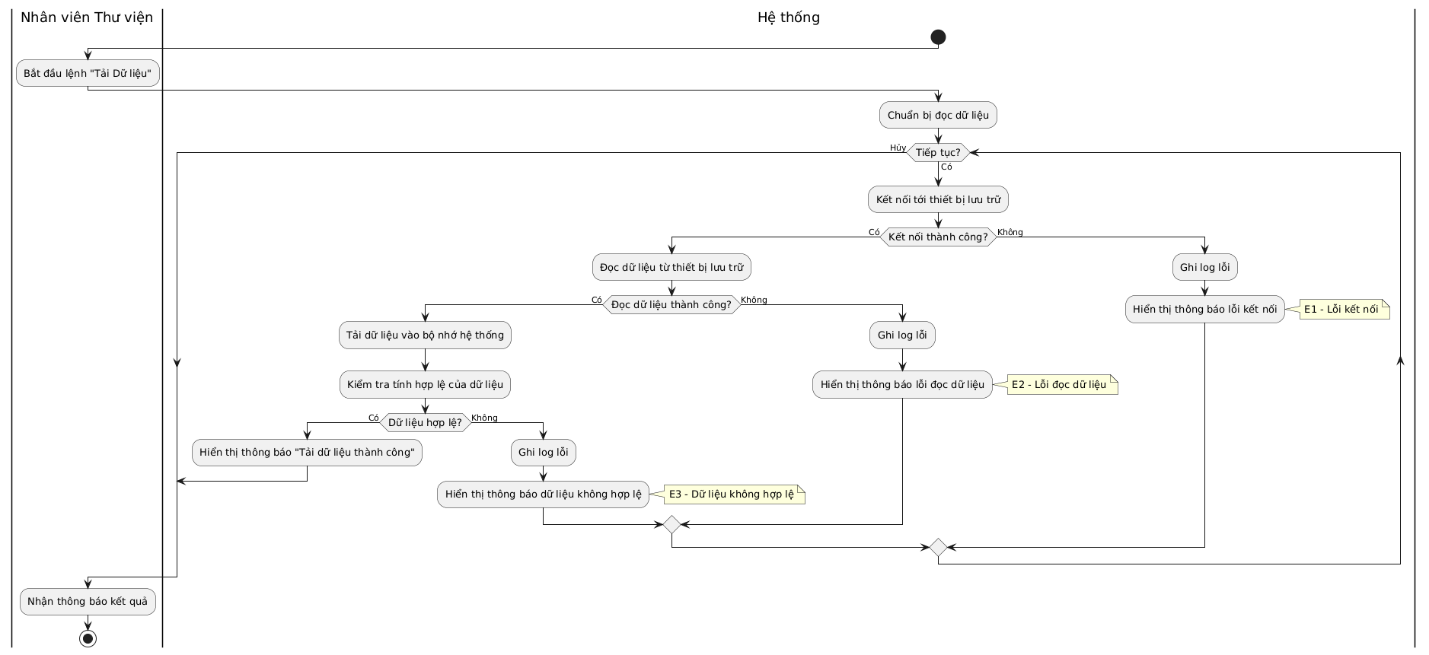 Nhân viên Thư viện
Hệ thống
Bắt đầu lệnh "Tải Dữ liệu"
Chuẩn bị đọc dữ liệu
Hủy
Tiếp tục?
Có
Kết nối tới thiết bị lưu trữ
Có
Kết nối thành công?
Không
Đọc dữ liệu từ thiết bị lưu trữ
Ghi log lỗi
Có
Đọc dữ liệu thành công?
Không
Hiển thị thông báo lỗi kết nối
E1 - Lỗi kết nối
Tải dữ liệu vào bộ nhớ hệ thống
Ghi log lỗi
Kiểm tra tính hợp lệ của dữ liệu
Hiển thị thông báo lỗi đọc dữ liệu
E2 - Lỗi đọc dữ liệu
Có
Dữ liệu hợp lệ?
Không
Hiển thị thông báo "Tải dữ liệu thành công"
Ghi log lỗi
Hiển thị thông báo dữ liệu không hợp lệ
E3 - Dữ liệu không hợp lệ
Nhận thông báo kết quả